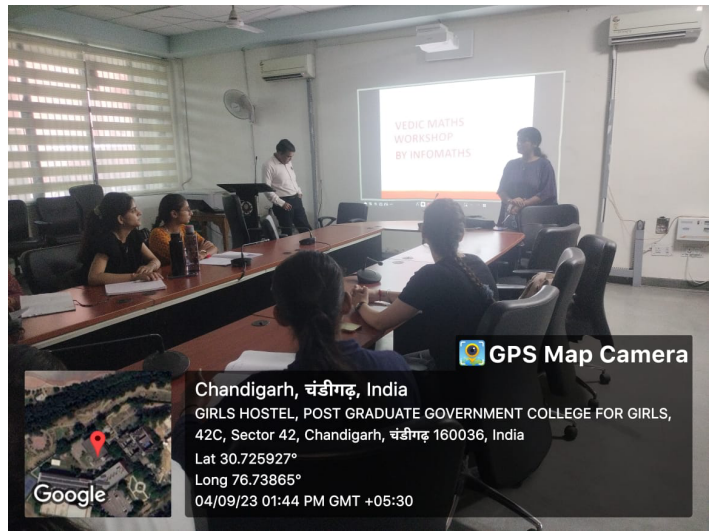 VEDIC MATHS
WORKSHOP
BY INFOMATHS
GPS Map Camera
Chandigarh, चंडीगढ़, India
GIRLS HOSTEL, POST GRADUATE GOVERNMENT COLLEGE FOR GIRLS,
42C, Sector 42, Chandigarh, चंडीगढ़ 160036, India
Lat 30.725927°
Long 76.73865°
04/09/23 01:44 PM GMT +05:30
Google